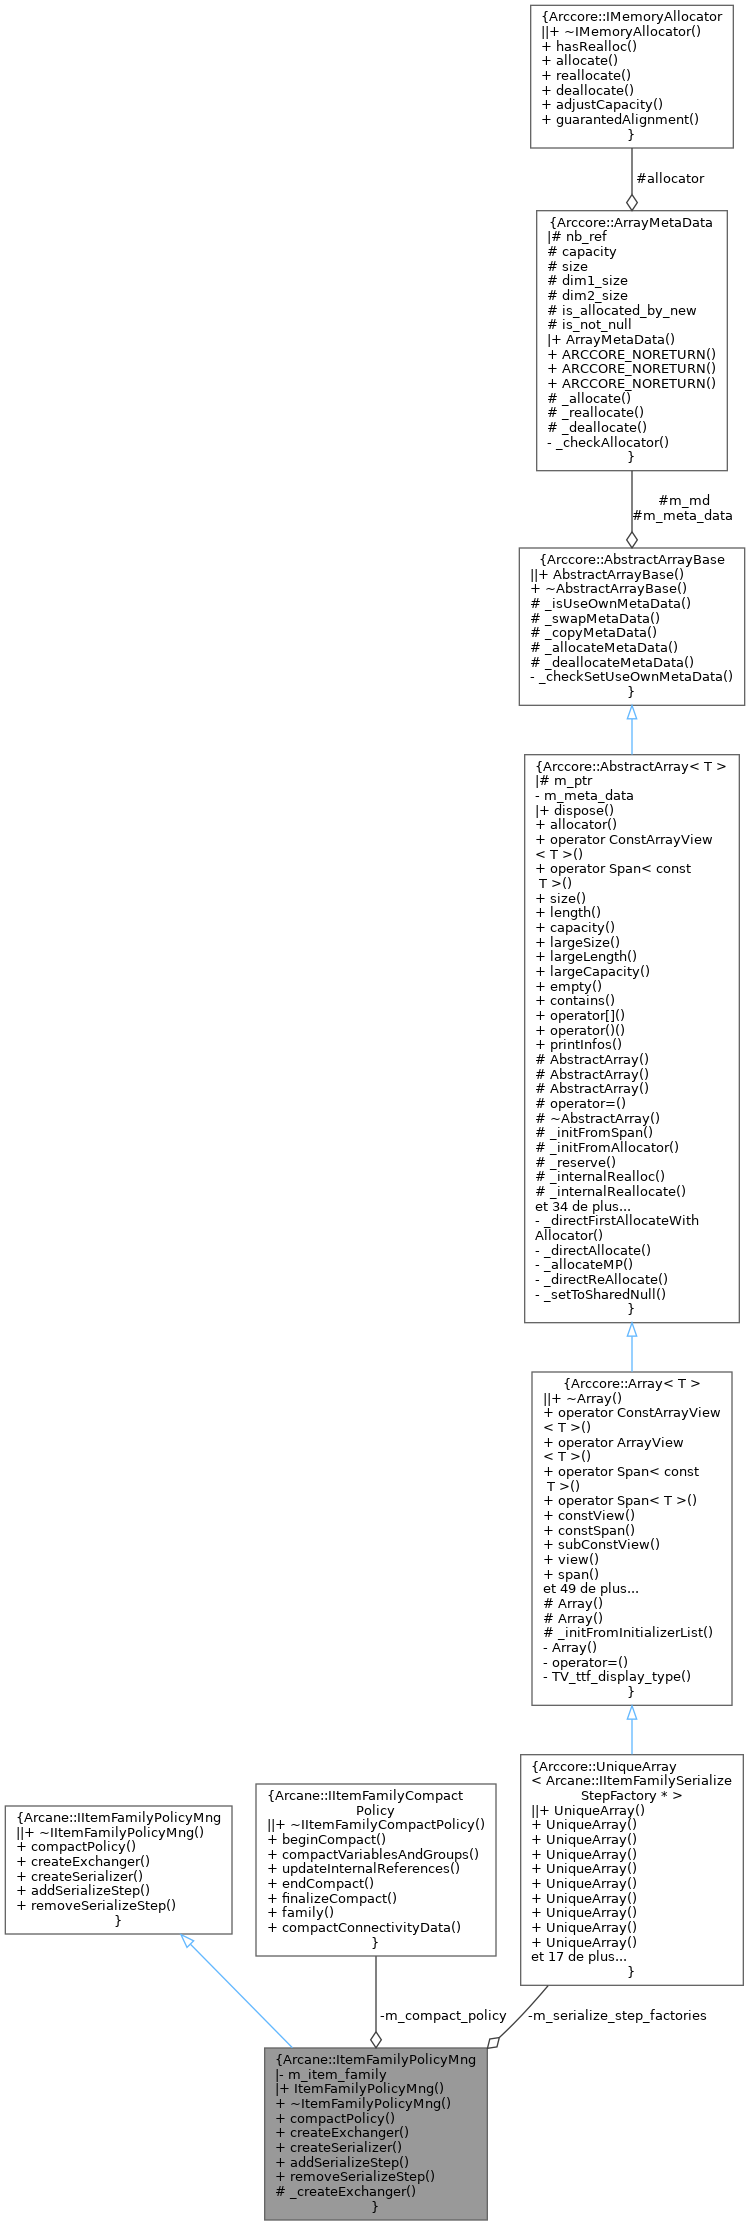 {Arccore::IMemoryAllocator
||+ ~IMemoryAllocator()
+ hasRealloc()
+ allocate()
+ reallocate()
+ deallocate()
+ adjustCapacity()
+ guarantedAlignment()
}
#allocator
{Arccore::ArrayMetaData
|# nb_ref
# capacity
# size
# dim1_size
# dim2_size
# is_allocated_by_new
# is_not_null
|+ ArrayMetaData()
+ ARCCORE_NORETURN()
+ ARCCORE_NORETURN()
+ ARCCORE_NORETURN()
# _allocate()
# _reallocate()
# _deallocate()
- _checkAllocator()
}
#m_md
#m_meta_data
{Arccore::AbstractArrayBase
||+ AbstractArrayBase()
+ ~AbstractArrayBase()
# _isUseOwnMetaData()
# _swapMetaData()
# _copyMetaData()
# _allocateMetaData()
# _deallocateMetaData()
- _checkSetUseOwnMetaData()
}
{Arccore::AbstractArray< T >
|# m_ptr
- m_meta_data
|+ dispose()
+ allocator()
+ operator ConstArrayView
< T >()
+ operator Span< const
T >()
+ size()
+ length()
+ capacity()
+ largeSize()
+ largeLength()
+ largeCapacity()
+ empty()
+ contains()
+ operator[]()
+ operator()()
+ printInfos()
# AbstractArray()
# AbstractArray()
# AbstractArray()
# operator=()
# ~AbstractArray()
# _initFromSpan()
# _initFromAllocator()
# _reserve()
# _internalRealloc()
# _internalReallocate()
et 34 de plus...
- _directFirstAllocateWith
Allocator()
- _directAllocate()
- _allocateMP()
- _directReAllocate()
- _setToSharedNull()
}
{Arccore::Array< T >
||+ ~Array()
+ operator ConstArrayView
< T >()
+ operator ArrayView
< T >()
+ operator Span< const
T >()
+ operator Span< T >()
+ constView()
+ constSpan()
+ subConstView()
+ view()
+ span()
et 49 de plus...
# Array()
# Array()
# _initFromInitializerList()
- Array()
- operator=()
- TV_ttf_display_type()
}
{Arcane::IItemFamilyPolicyMng
||+ ~IItemFamilyPolicyMng()
+ compactPolicy()
+ createExchanger()
+ createSerializer()
+ addSerializeStep()
+ removeSerializeStep()
}
{Arcane::IItemFamilyCompact
Policy
||+ ~IItemFamilyCompactPolicy()
+ beginCompact()
+ compactVariablesAndGroups()
+ updateInternalReferences()
+ endCompact()
+ finalizeCompact()
+ family()
+ compactConnectivityData()
}
{Arccore::UniqueArray
< Arcane::IItemFamilySerialize
StepFactory * >
||+ UniqueArray()
+ UniqueArray()
+ UniqueArray()
+ UniqueArray()
+ UniqueArray()
+ UniqueArray()
+ UniqueArray()
+ UniqueArray()
+ UniqueArray()
+ UniqueArray()
et 17 de plus...
}
-m_compact_policy
-m_serialize_step_factories
{Arcane::ItemFamilyPolicyMng
|- m_item_family
|+ ItemFamilyPolicyMng()
+ ~ItemFamilyPolicyMng()
+ compactPolicy()
+ createExchanger()
+ createSerializer()
+ addSerializeStep()
+ removeSerializeStep()
# _createExchanger()
}